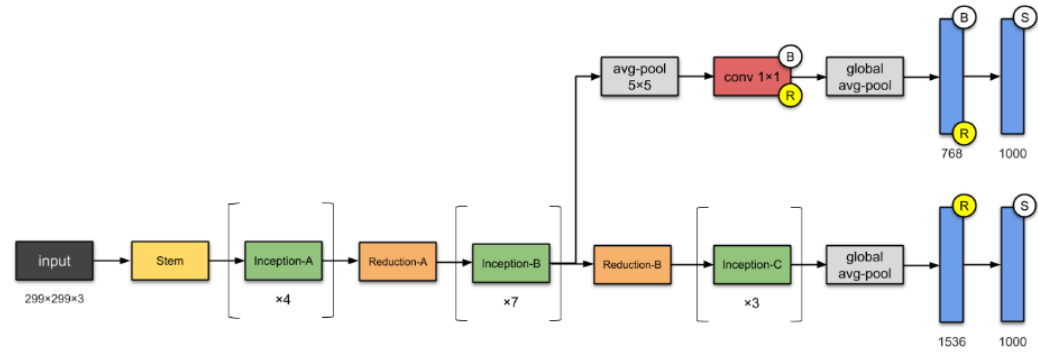 B
S
avg-pool
5×5
conv 1×1
B
R
global
avg-pool
R
768
1000
R
S
input
Stem
Inception-A
Reduction-A
Inception-B
Reduction-B
Inception-C
global
avg-pool
299×299×3
×4
×7
×3
1536
1000